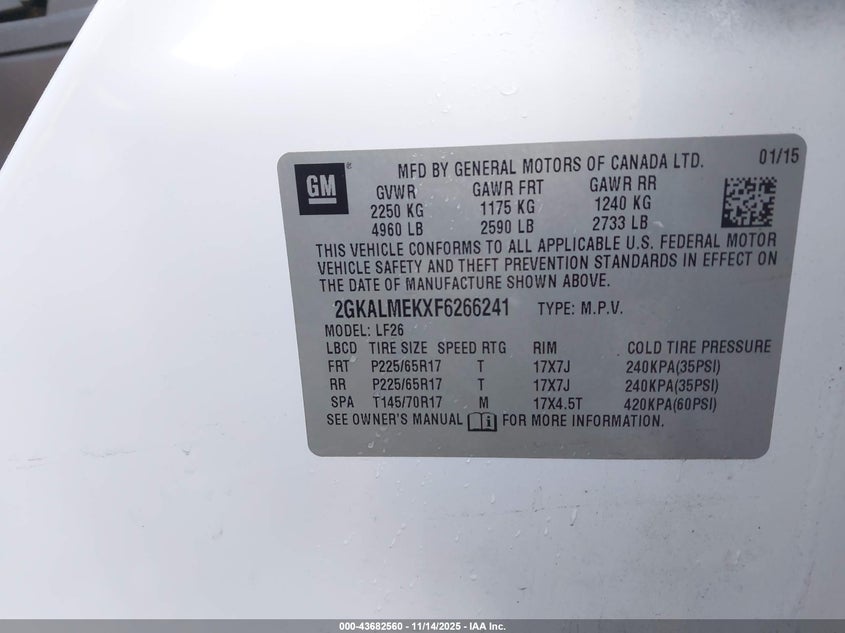 GM®
MFD BY GENERAL MOTORS OF CANADA LTD. 01/15
GVWR GAWR FRT GAWR RR
2250 KG 1175 KG 1240 KG
4960 LB 2590 LB 2733 LB
THIS VEHICLE CONFORMS TO ALL APPLICABLE U.S. FEDERAL MOTOR
VEHICLE SAFETY AND THEFT PREVENTION STANDARDS IN EFFECT ON
THE DATE OF MANUFACTURE SHOWN ABOVE.
2GKALMEKXF6266241 TYPE: M.P.V.
MODEL: LF26
LBCD TIRE SIZE SPEED RTG RIM COLD TIRE PRESSURE
FRT P225/65R17 T 17X7J 240KPA(35PSI)
RR P225/65R17 T 17X7J 240KPA(35PSI)
SPA T145/70R17 M 17X4.5T 420KPA(60PSI)
SEE OWNER'S MANUAL i FOR MORE INFORMATION.
000-43682560 - 11/14/2025 - IAA Inc.